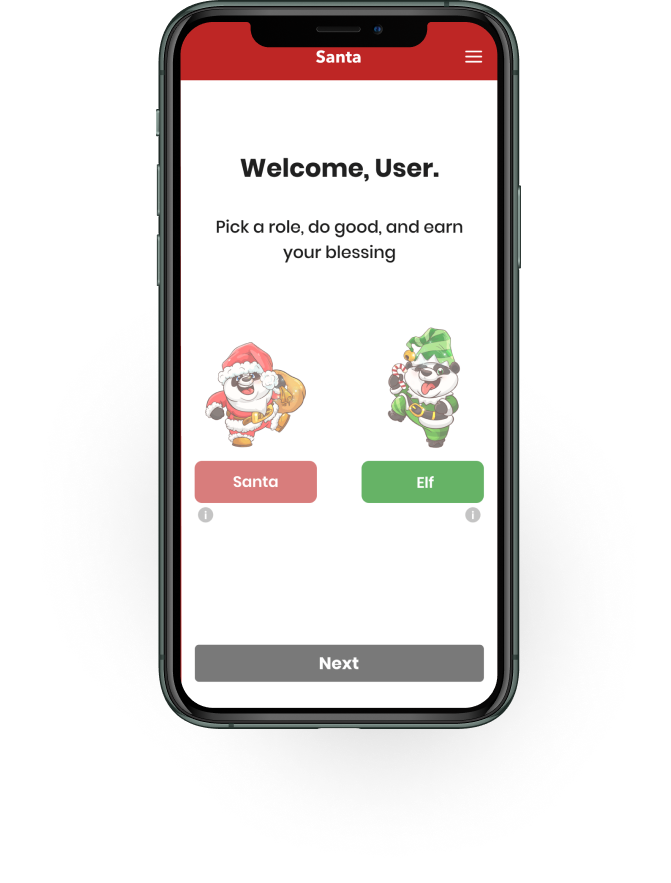 Santa
Welcome, User.
Pick a role, do good, and earn
your blessing
Santa
Elf
i
i
Next